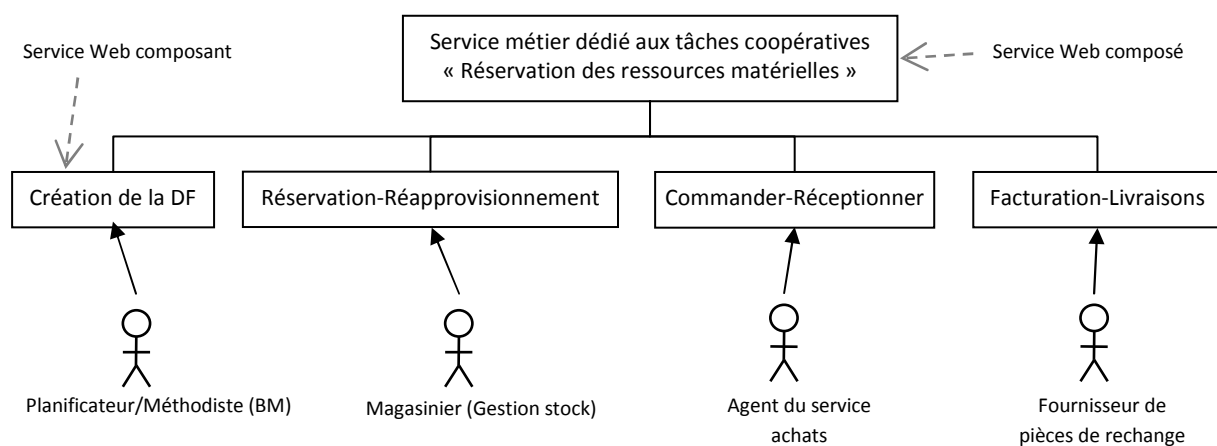 Service Web composant
Service métier dédié aux tâches coopératives
« Réservation des ressources matérielles »
Service Web composé
Création de la DF
Réservation-Réapprovisionnement
Commander-Réceptionner
Facturation-Livraisons
Planificateur/Méthodiste (BM)
Magasinier (Gestion stock)
Agent du service
achats
Fournisseur de
pièces de rechange